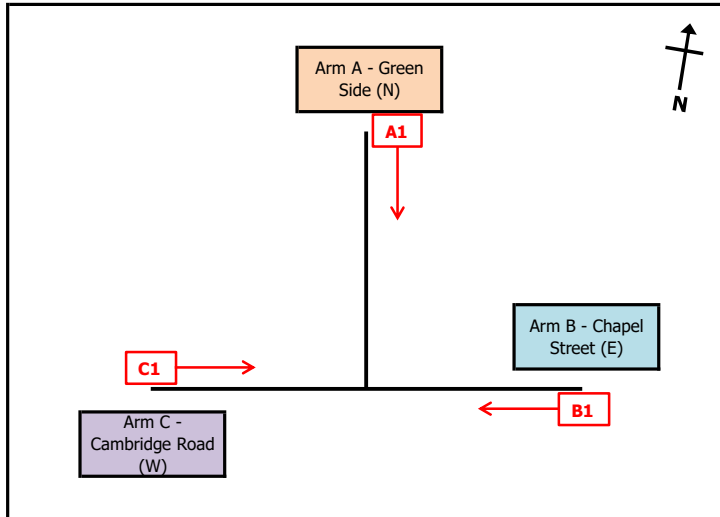 Arm A - Green
Side (N)
A1
N
Arm B - Chapel
Street (E)
C1
B1
Arm C -
Cambridge Road
(W)